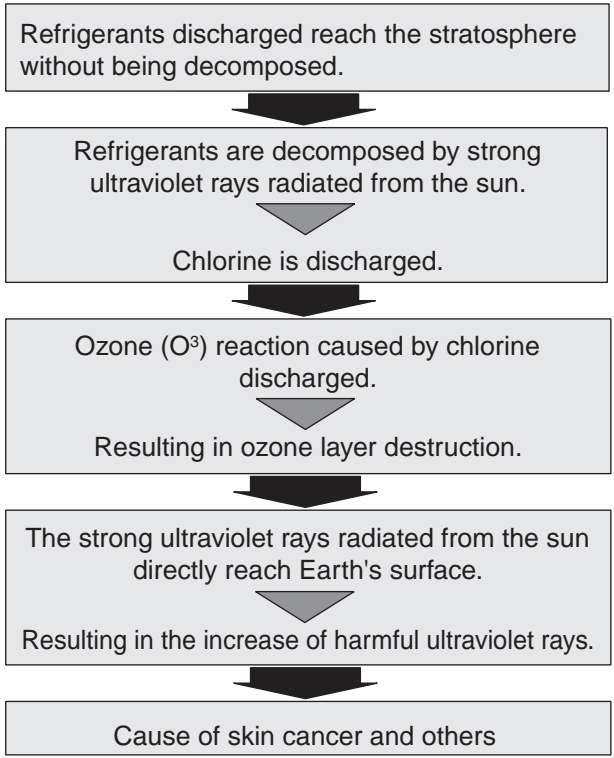 Refrigerants discharged reach the stratosphere
without being decomposed.
Refrigerants are decomposed by strong
ultraviolet rays radiated from the sun.
Chlorine is discharged.
Ozone (O³) reaction caused by chlorine
discharged.
Resulting in ozone layer destruction.
The strong ultraviolet rays radiated from the sun
directly reach Earth's surface.
Resulting in the increase of harmful ultraviolet rays.
Cause of skin cancer and others